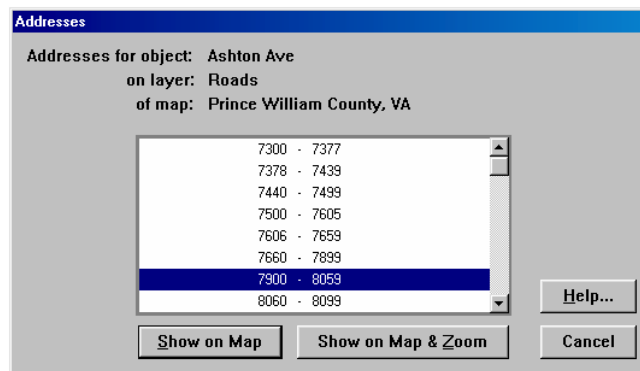 Addresses
Addresses for object: Ashton Ave
on layer: Roads
of map: Prince William County, VA
7300 - 7377
7378 - 7439
7440 - 7499
7500 - 7605
7606 - 7659
7660 - 7899
7900 - 8059
8060 - 8099
Help...
Show on Map Show on Map & Zoom Cancel